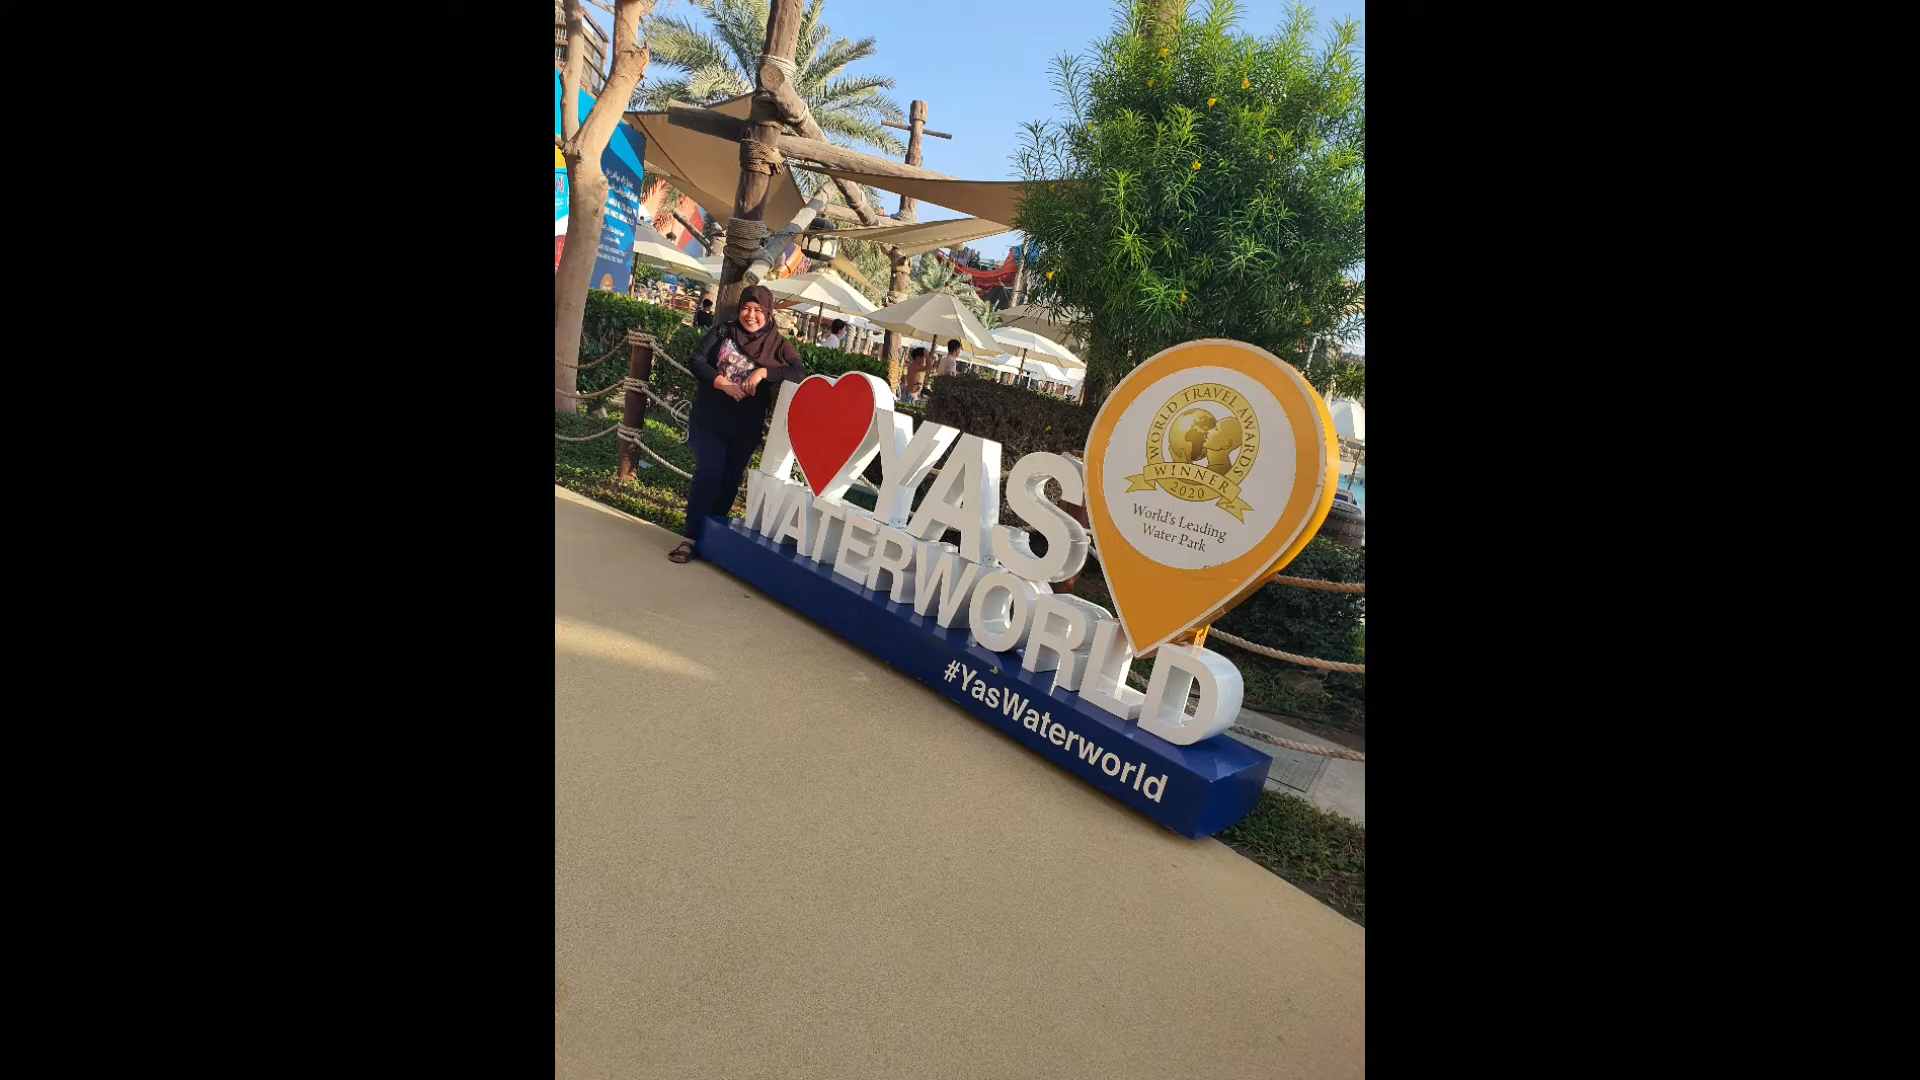 I ❤ YAS
WATERWORLD
#YasWaterworld
WORLD TRAVEL AWARDS
WINNER
2020
World's Leading
Water Park